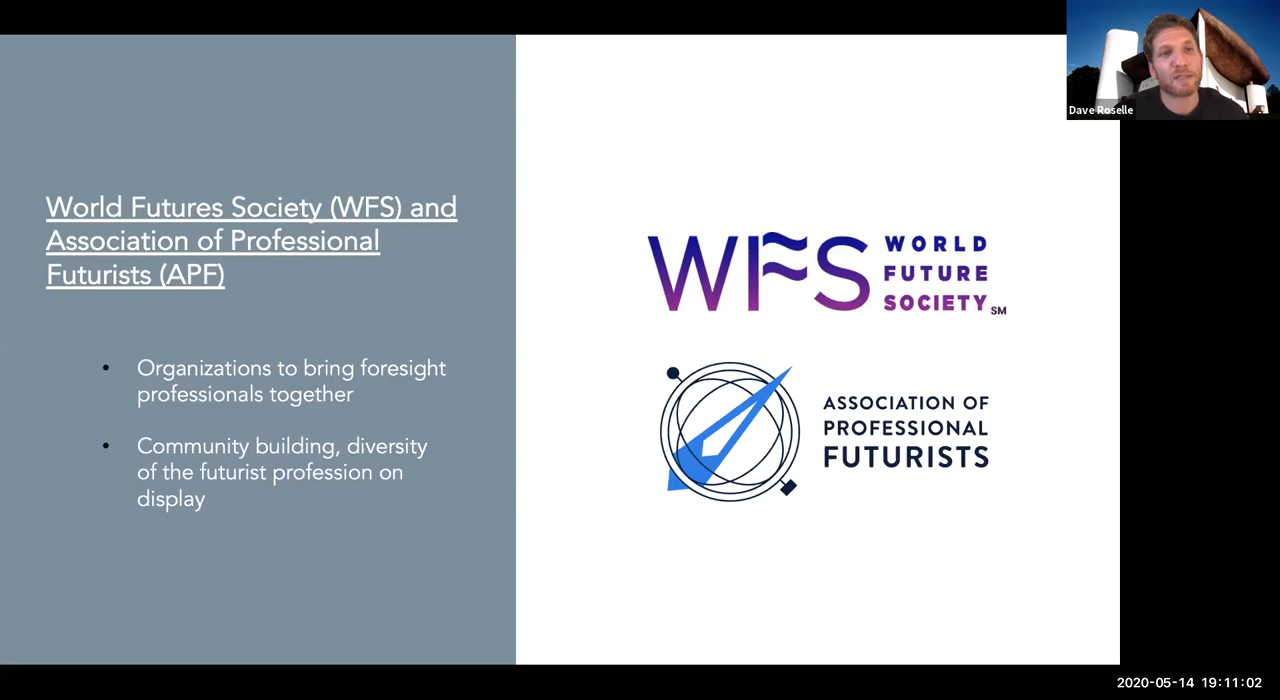 World Futures Society (WFS) and
Association of Professional
Futurists (APF)
• Organizations to bring foresight
professionals together
• Community building, diversity
of the futurist profession on
display
WFS WORLD
FUTURE
SOCIETY SM
ASSOCIATION OF
PROFESSIONAL
FUTURISTS
Dave Roselle
2020-05-14 19:11:02